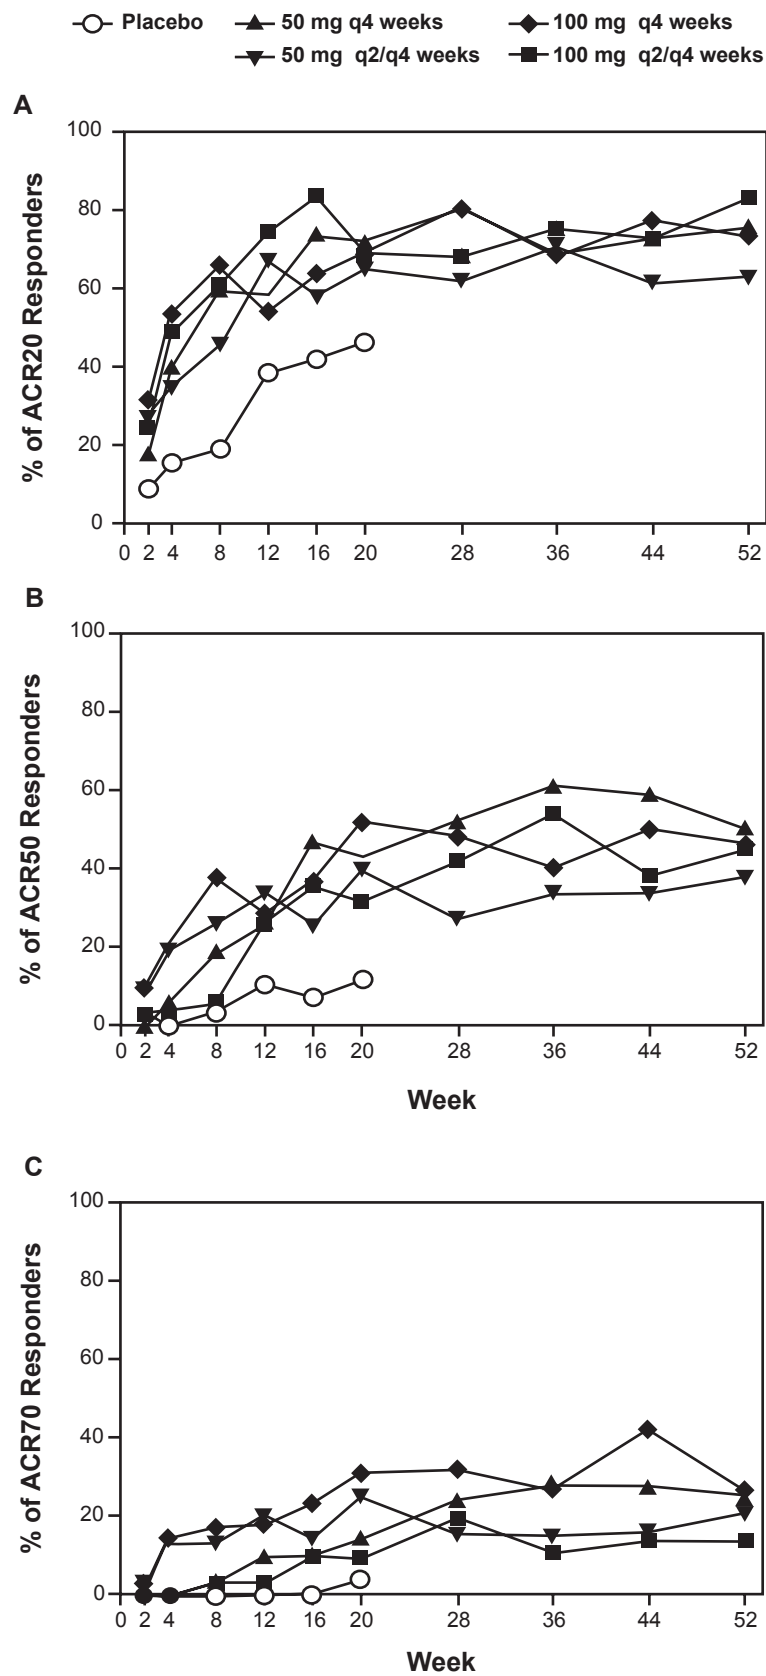 Placebo 50 mg q4 weeks 100 mg q4 weeks
50 mg q2/q4 weeks 100 mg q2/q4 weeks
A
% of ACR20 Responders
100
80
60
40
20
0
0 2 4 8 12 16 20 28 36 44 52
B
% of ACR50 Responders
100
80
60
40
20
0
0 2 4 8 12 16 20 28 36 44 52
Week
C
% of ACR70 Responders
100
80
60
40
20
0
0 2 4 8 12 16 20 28 36 44 52
Week